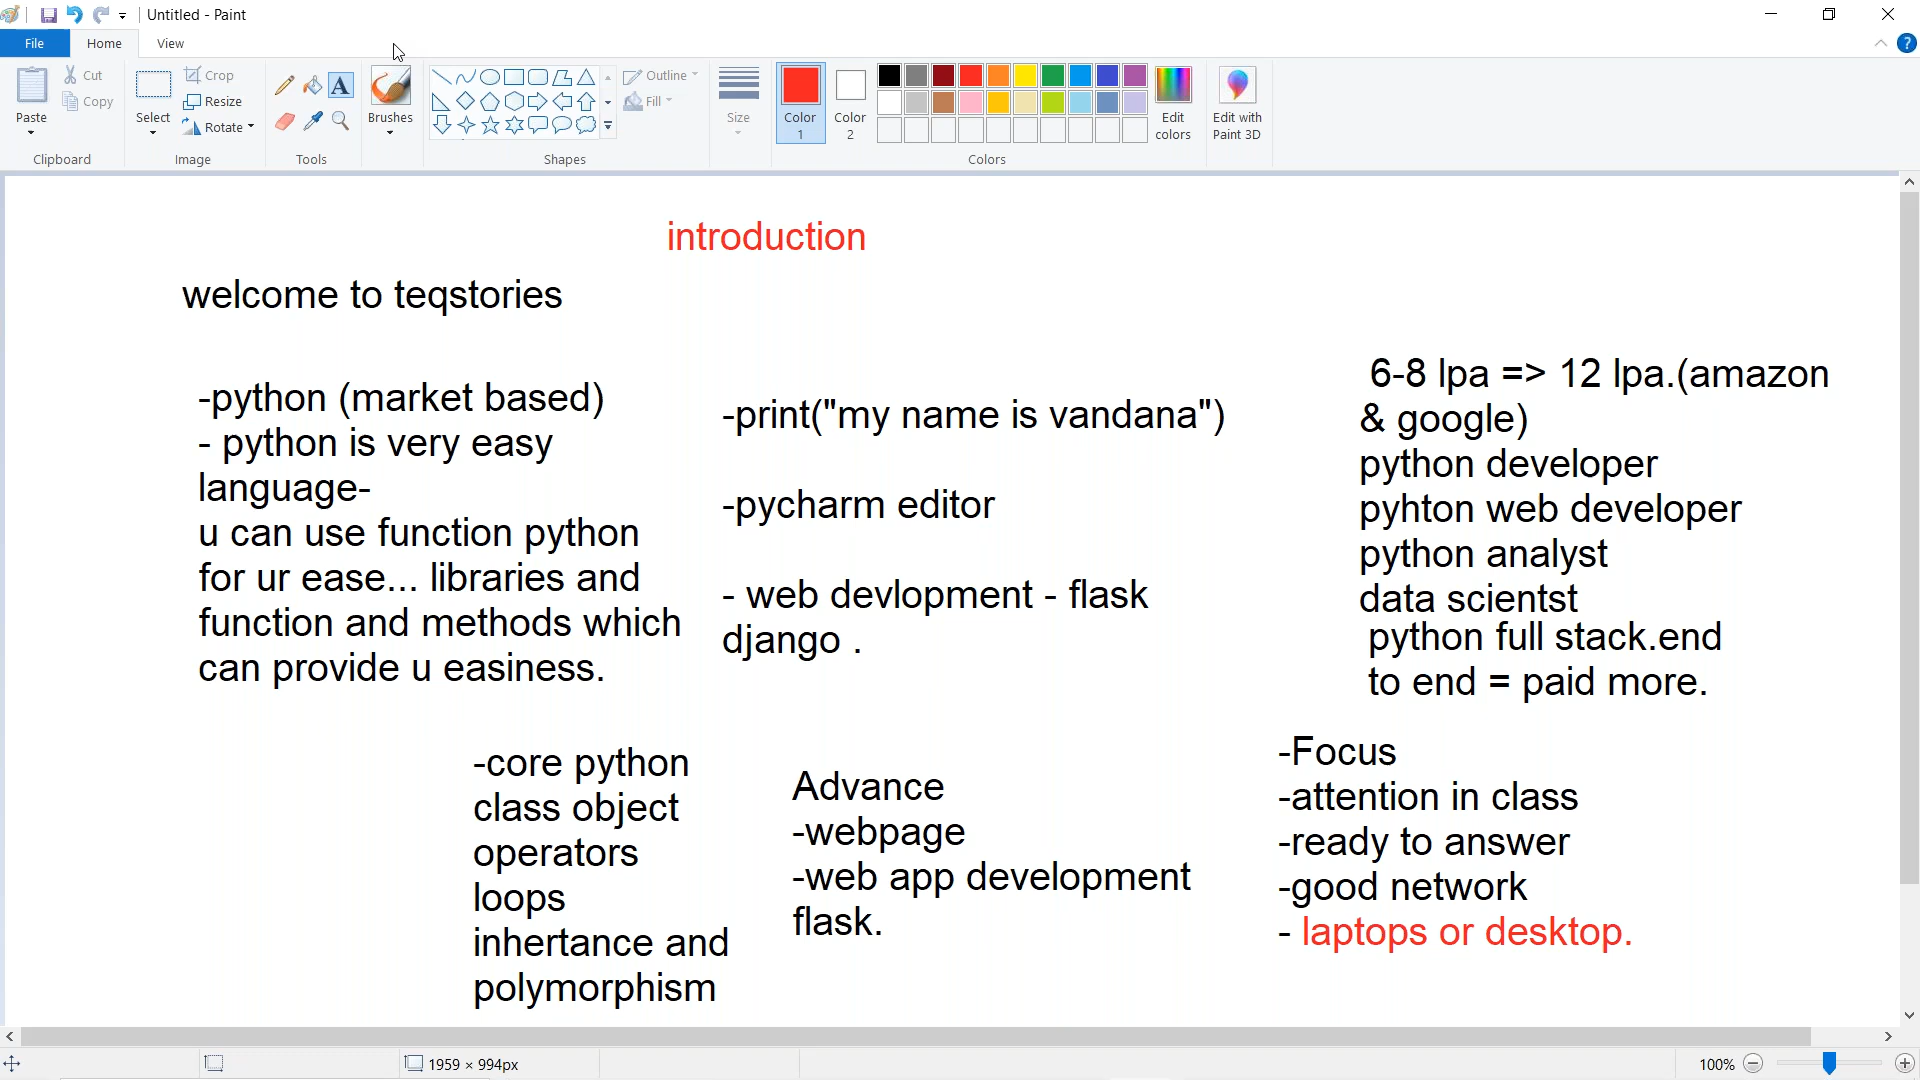 Untitled - Paint
File
Home
View
Paste
Cut
Copy
Clipboard
Select
Crop
Resize
Rotate
Image
A
Tools
Brushes
Shapes
Outline
Fill
Size
Color
1
Color
2
Edit
colors
Colors
Edit with
Paint 3D
?
introduction
welcome to teqstories
-python (market based)
- python is very easy
language-
u can use function python
for ur ease... libraries and
function and methods which
can provide u easiness.
-print("my name is vandana")
-pycharm editor
- web devlopment - flask
django .
6-8 lpa => 12 lpa.(amazon
& google)
python developer
pyhton web developer
python analyst
data scientst
python full stack.end
to end = paid more.
-core python
class object
operators
loops
inhertance and
polymorphism
Advance
-webpage
-web app development
flask.
-Focus
-attention in class
-ready to answer
-good network
- laptops or desktop.
1959 × 994px
100%